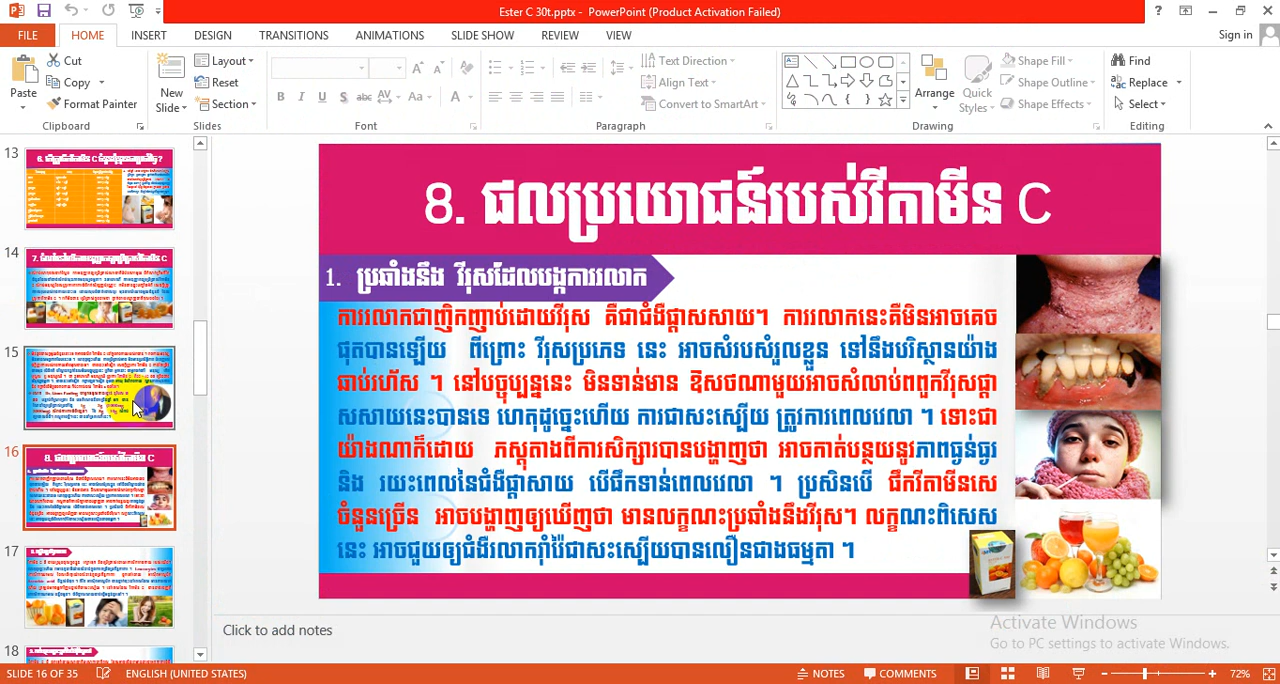 Ester C 30t.pptx - PowerPoint (Product Activation Failed)
Sign in
FILE HOME INSERT DESIGN TRANSITIONS ANIMATIONS SLIDE SHOW REVIEW VIEW
Paste
Cut
Copy
Format Painter
Clipboard
New Slide
Layout
Reset
Section
Slides
B I U S abc AV Aa A
Font
Text Direction
Align Text
Convert to SmartArt
Paragraph
Arrange
Quick Styles
Shape Fill
Shape Outline
Shape Effects
Drawing
Find
Replace
Select
Editing
13
14
15
16
17
18
8. ផលប្រយោជន៍របស់វីតាមីន C
1. ប្រឆាំងនឹង វីរុសដែលបង្កការរលាក
ការរលាកជាញឹកញាប់ដោយវីរុស គឺជាជំងឺផ្តាសសាយ។ ការរលាកនេះគឺមិនអាចគេច
ផុតបានឡើយ ពីព្រោះ វីរុសប្រភេទ នេះ អាចសំរបសំរួលខ្លួន ទៅនឹងបរិស្ថានយ៉ាង
ឆាប់រហ័ស ។ នៅបច្ចុប្បន្ននេះ មិនទាន់មាន ឱសថណាមួយអាចសំលាប់ពពួកវីរុសផ្តា
សសាយនេះបានទេ ហេតុដូច្នេះហើយ ការជាសះស្បើយ ត្រូវការពេលវេលា ។ ទោះជា
យ៉ាងណាក៏ដោយ ភស្តុតាងពីការសិក្សារបានបង្ហាញថា អាចកាត់បន្ថយនូវភាពធ្ងន់ធ្ងរ
និង រយះពេលនៃជំងឺផ្តាសាយ បើផឹកទាន់ពេលវេលា ។ ប្រសិនបើ ផឹកវីតាមីនសេ
ចំនួនច្រើន អាចបង្ហាញឲ្យឃើញថា មានលក្ខណះប្រឆាំងនឹងវីរុស។ លក្ខណះពិសេស
នេះ អាចជួយឲ្យជំងឺរលាករ៉ាំរ៉ៃជាសះស្បើយបានលឿនជាងធម្មតា ។
Click to add notes
Activate Windows
Go to PC settings to activate Windows.
SLIDE 16 OF 35 ENGLISH (UNITED STATES) NOTES COMMENTS 72%